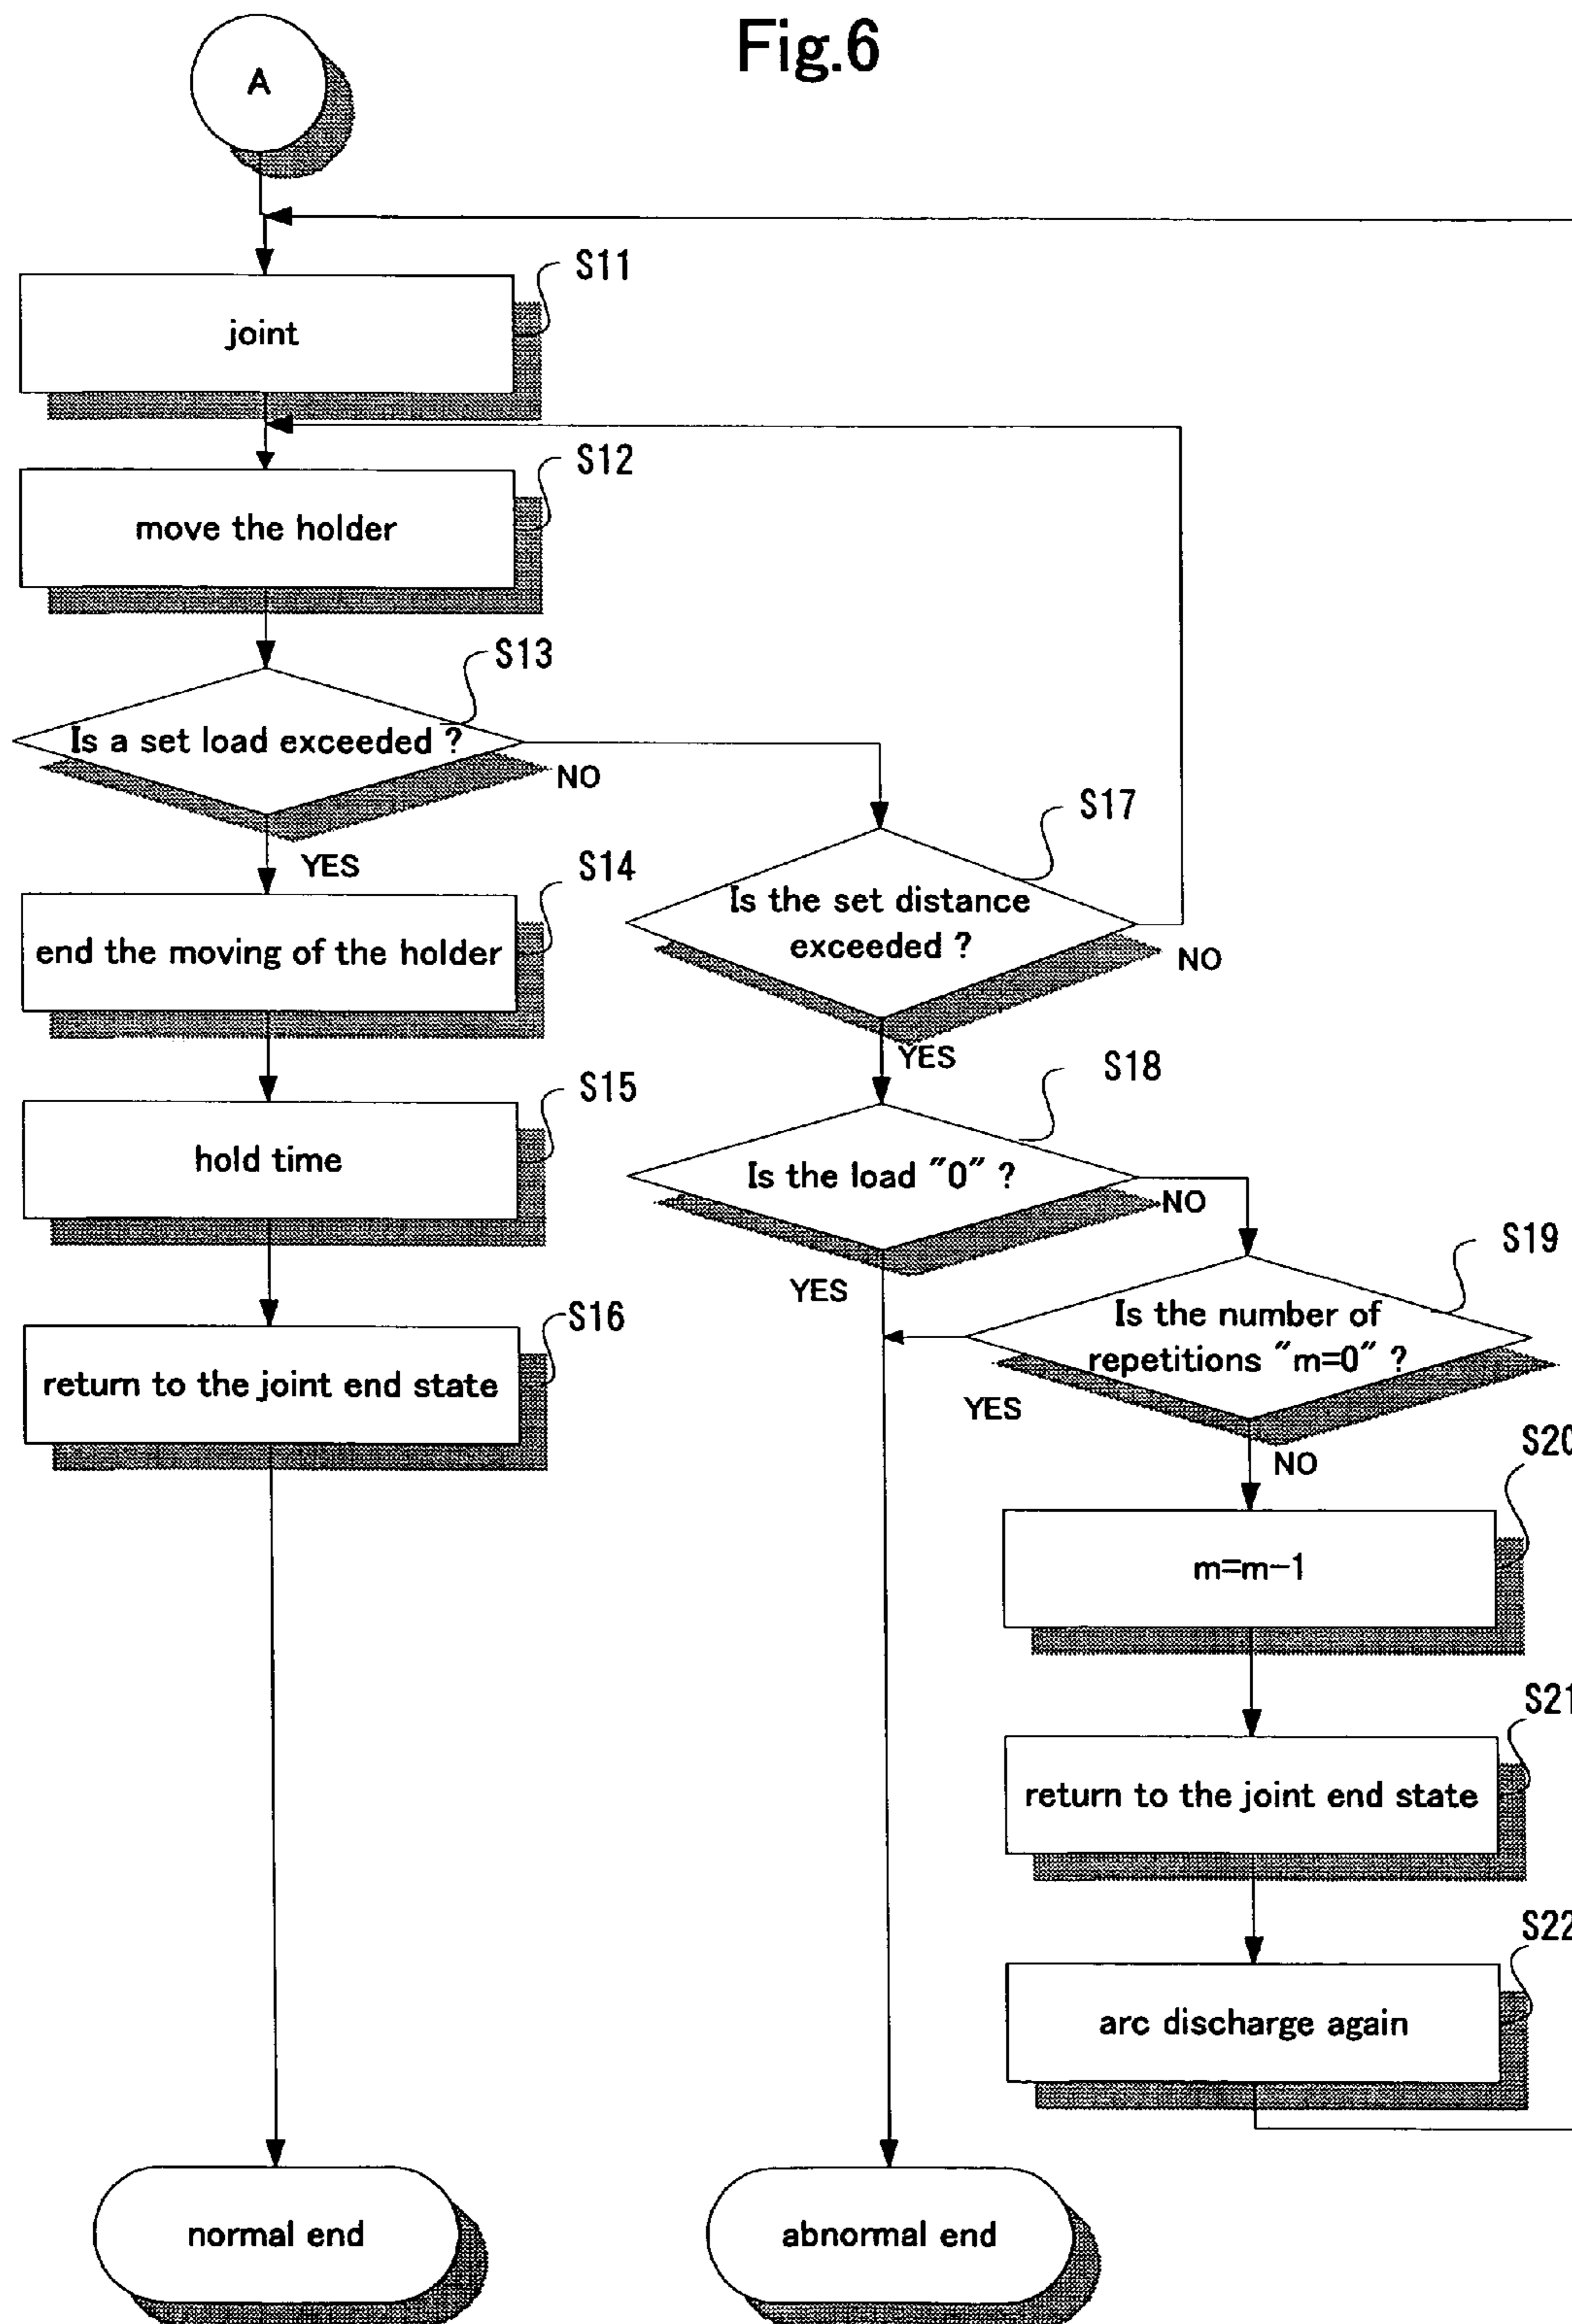 Fig.6
A
S11
joint
S12
move the holder
S13
Is a set load exceeded ?
NO
YES
S14
end the moving of the holder
S15
hold time
S16
return to the joint end state
normal end
S17
Is the set distance
exceeded ?
NO
YES
S18
Is the load "0" ?
NO
YES
S19
Is the number of
repetitions "m=0" ?
YES
NO
S20
m=m-1
S21
return to the joint end state
S22
arc discharge again
abnormal end